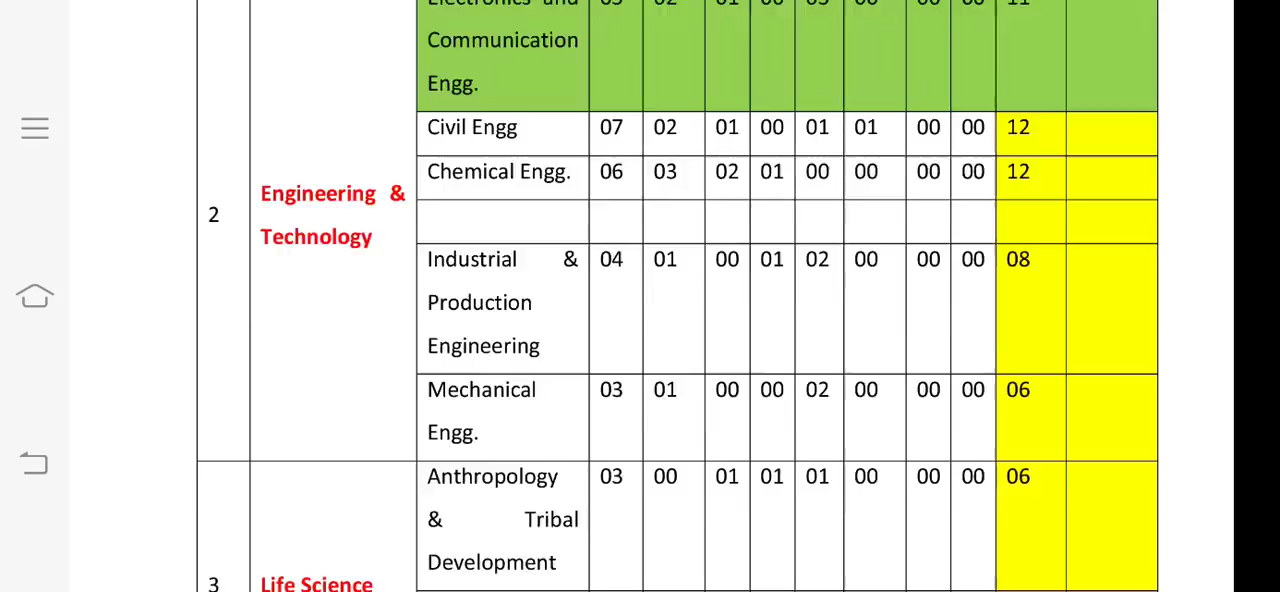 Communication
Engg.
Civil Engg 07 02 01 00 01 01 00 00 12
Chemical Engg. 06 03 02 01 00 00 00 00 12
2 Engineering &
Technology
Industrial & 04 01 00 01 02 00 00 00 08
Production
Engineering
Mechanical 03 01 00 00 02 00 00 00 06
Engg.
Anthropology 03 00 01 01 01 00 00 00 06
& Tribal
Development
3 Life Science